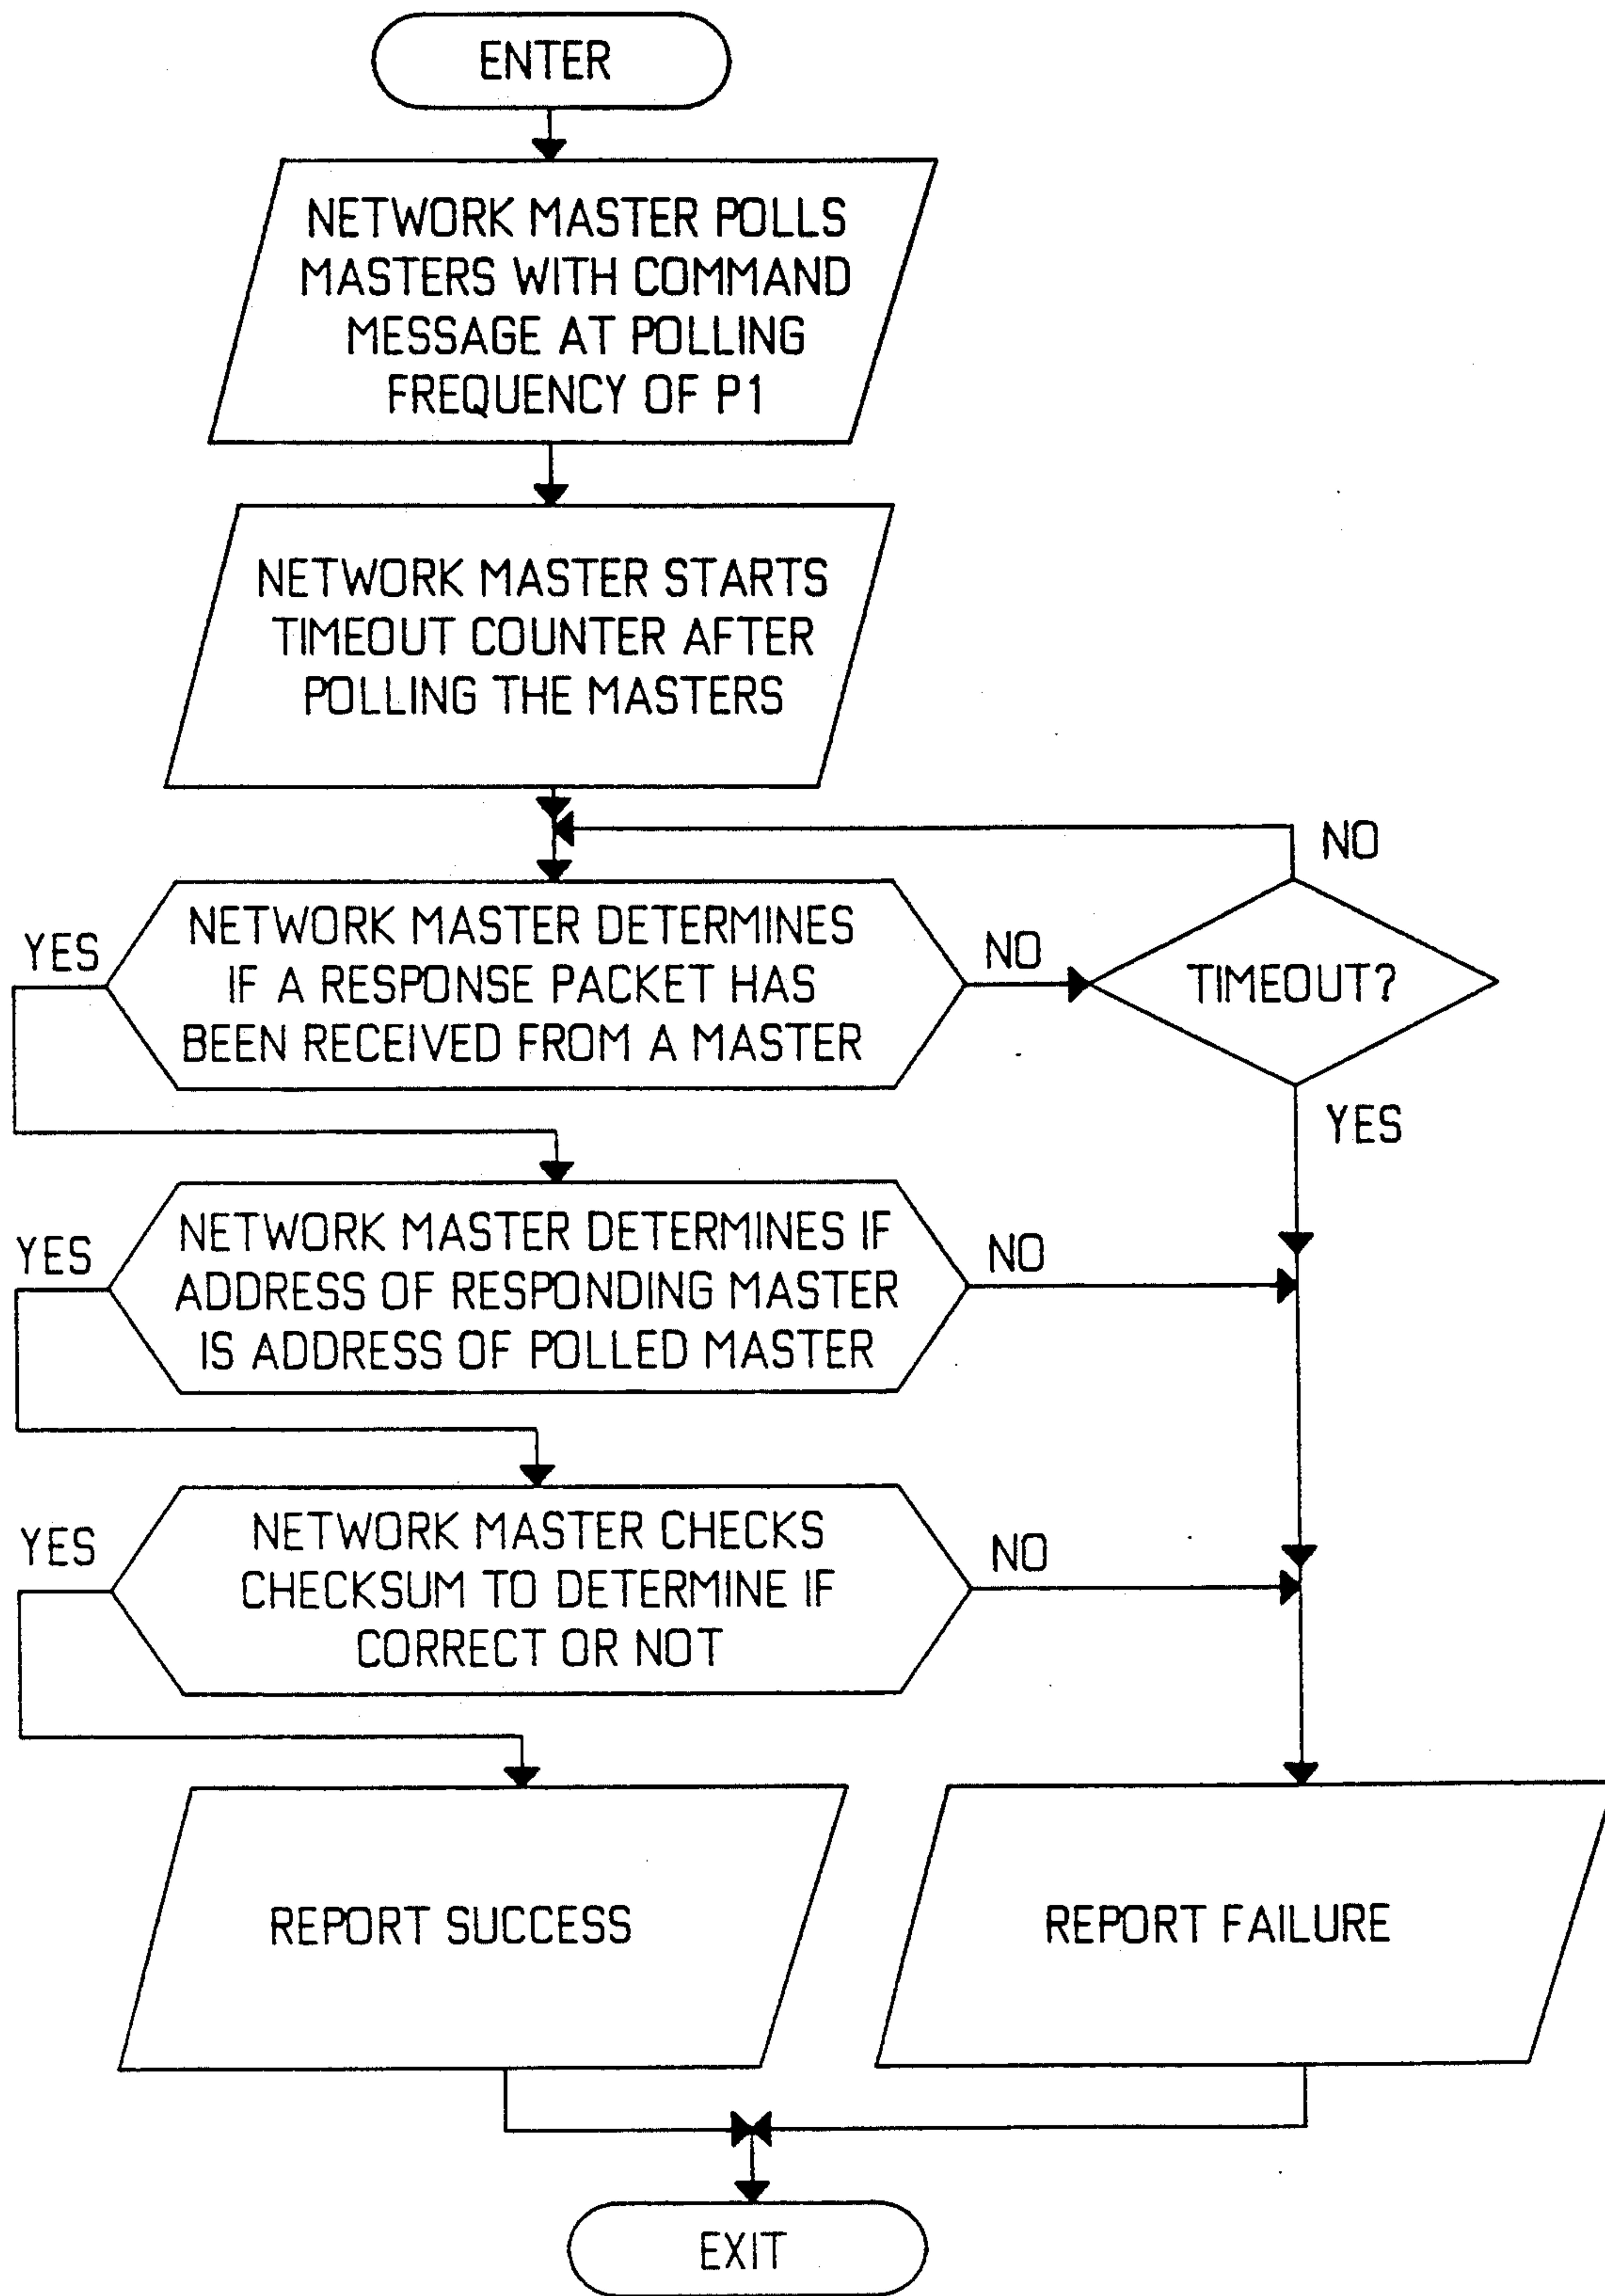 ENTER
NETWORK MASTER POLLS
MASTERS WITH COMMAND
MESSAGE AT POLLING
FREQUENCY OF P1
NETWORK MASTER STARTS
TIMEOUT COUNTER AFTER
POLLING THE MASTERS
NO
YES
NETWORK MASTER DETERMINES
IF A RESPONSE PACKET HAS
BEEN RECEIVED FROM A MASTER
NO
TIMEOUT?
YES
YES
NETWORK MASTER DETERMINES IF
ADDRESS OF RESPONDING MASTER
IS ADDRESS OF POLLED MASTER
NO
YES
NETWORK MASTER CHECKS
CHECKSUM TO DETERMINE IF
CORRECT OR NOT
NO
REPORT SUCCESS
REPORT FAILURE
EXIT